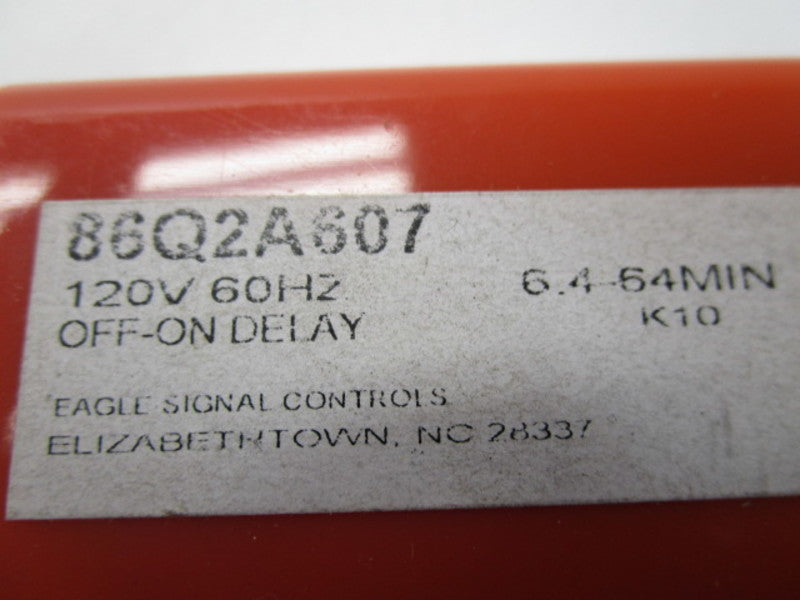 86Q2A607
120V 60HZ 6.4-64MIN
OFF-ON DELAY K10
EAGLE SIGNAL CONTROLS
ELIZABETHTOWN, NC 28337